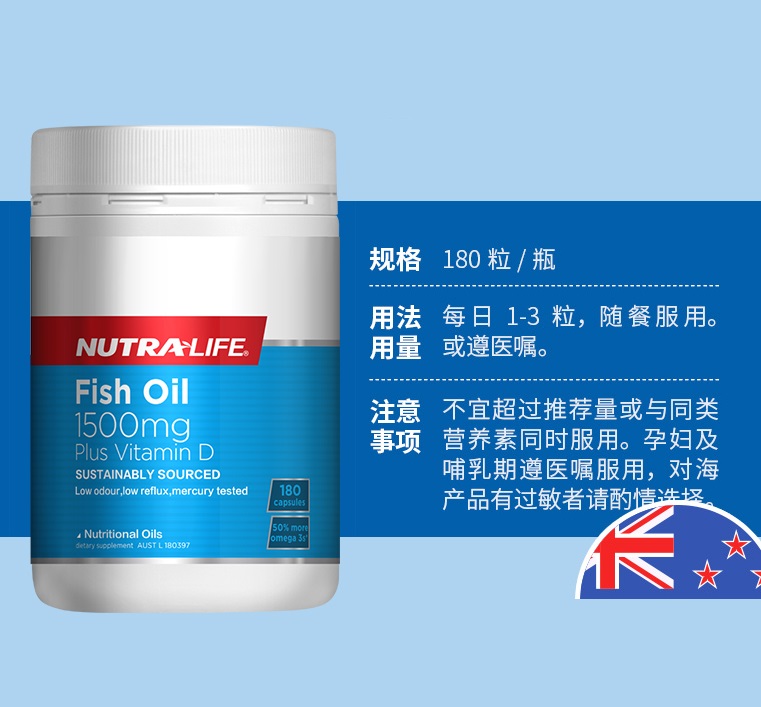 NUTRA-LIFE®
Fish Oil
1500mg
Plus Vitamin D
SUSTAINABLY SOURCED
Low odour,low reflux,mercury tested
180
capsules
Nutritional Oils
dietary supplement AUST L 180397
50% more
omega 3s
规格 180 粒 / 瓶
用法 每日 1-3 粒，随餐服用。
用量 或遵医嘱。
注意 不宜超过推荐量或与同类
事项 营养素同时服用。孕妇及
哺乳期遵医嘱服用，对海
产品有过敏者请酌情选择。